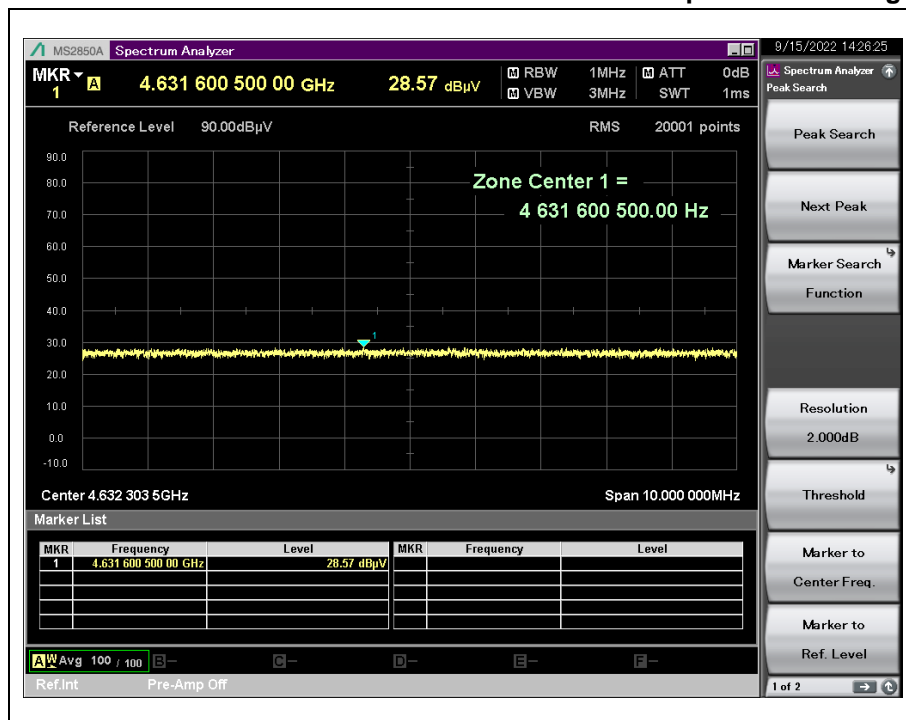 MS2850A Spectrum Analyzer
9/15/2022 14:26:25
MKR 1 A 4.631 600 500 00 GHz 28.57 dBµV
M RBW 1MHz M ATT 0dB
M VBW 3MHz SWT 1ms
Reference Level 90.00dBµV RMS 20001 points
90.0
80.0
70.0
60.0
50.0
40.0
30.0
20.0
10.0
0.0
-10.0
Zone Center 1 =
4 631 600 500.00 Hz
1
Center 4.632 303 5GHz Span 10.000 000MHz
Marker List
MKR Frequency Level MKR Frequency Level
1 4.631 600 500 00 GHz 28.57 dBµV
A W Avg 100 / 100 B- C- D- E- F-
Ref.Int Pre-Amp Off
Spectrum Analyzer
Peak Search
Peak Search
Next Peak
Marker Search
Function
Resolution
2.000dB
Threshold
Marker to
Center Freq.
Marker to
Ref. Level
1 of 2